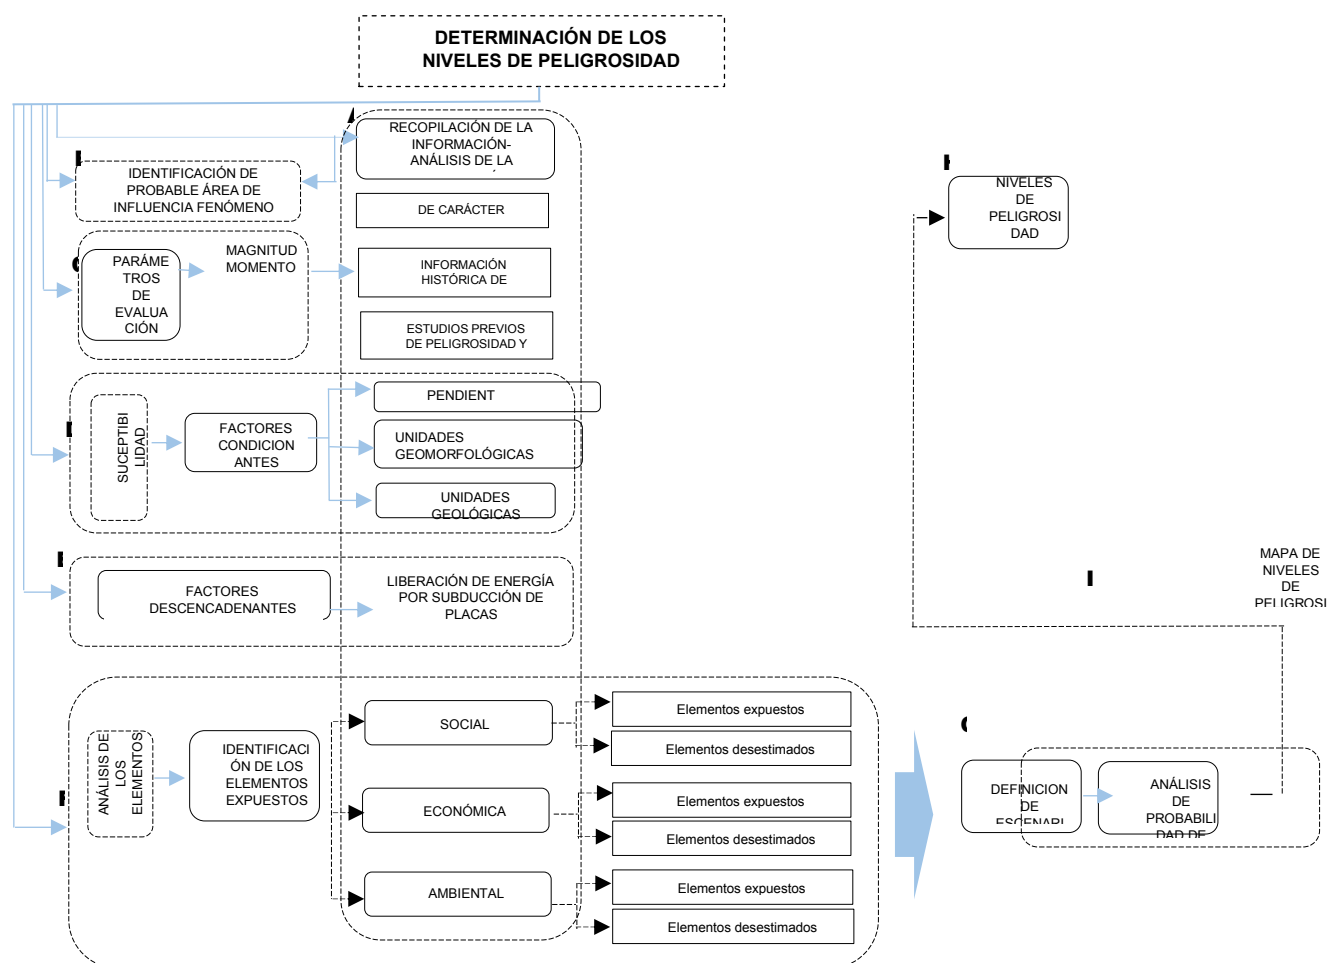 DETERMINACIÓN DE LOS
NIVELES DE PELIGROSIDAD
RECOPILACIÓN DE LA
INFORMACIÓN-
ANÁLISIS DE LA
IDENTIFICACIÓN DE
PROBABLE ÁREA DE
INFLUENCIA FENÓMENO
DE CARÁCTER
PARÁME
TROS
DE
EVALUA
CIÓN
MAGNITUD
MOMENTO
INFORMACIÓN
HISTÓRICA DE
ESTUDIOS PREVIOS
DE PELIGROSIDAD Y
SUCEPTIBI
LIDAD
FACTORES
CONDICION
ANTES
PENDIENT
UNIDADES
GEOMORFOLÓGICAS
UNIDADES
GEOLÓGICAS
FACTORES
DESCENCADENANTES
LIBERACIÓN DE ENERGÍA
POR SUBDUCCIÓN DE
PLACAS
ANÁLISIS DE
LOS
ELEMENTOS
IDENTIFICACI
ÓN DE LOS
ELEMENTOS
EXPUESTOS
SOCIAL
Elementos expuestos
Elementos desestimados
ECONÓMICA
Elementos expuestos
Elementos desestimados
AMBIENTAL
Elementos expuestos
Elementos desestimados
DEFINICION
DE
ESCENARI
ANÁLISIS
DE
PROBABILI
DAD DE
NIVELES
DE
PELIGROSI
DAD
MAPA DE
NIVELES
DE
PELIGROSI